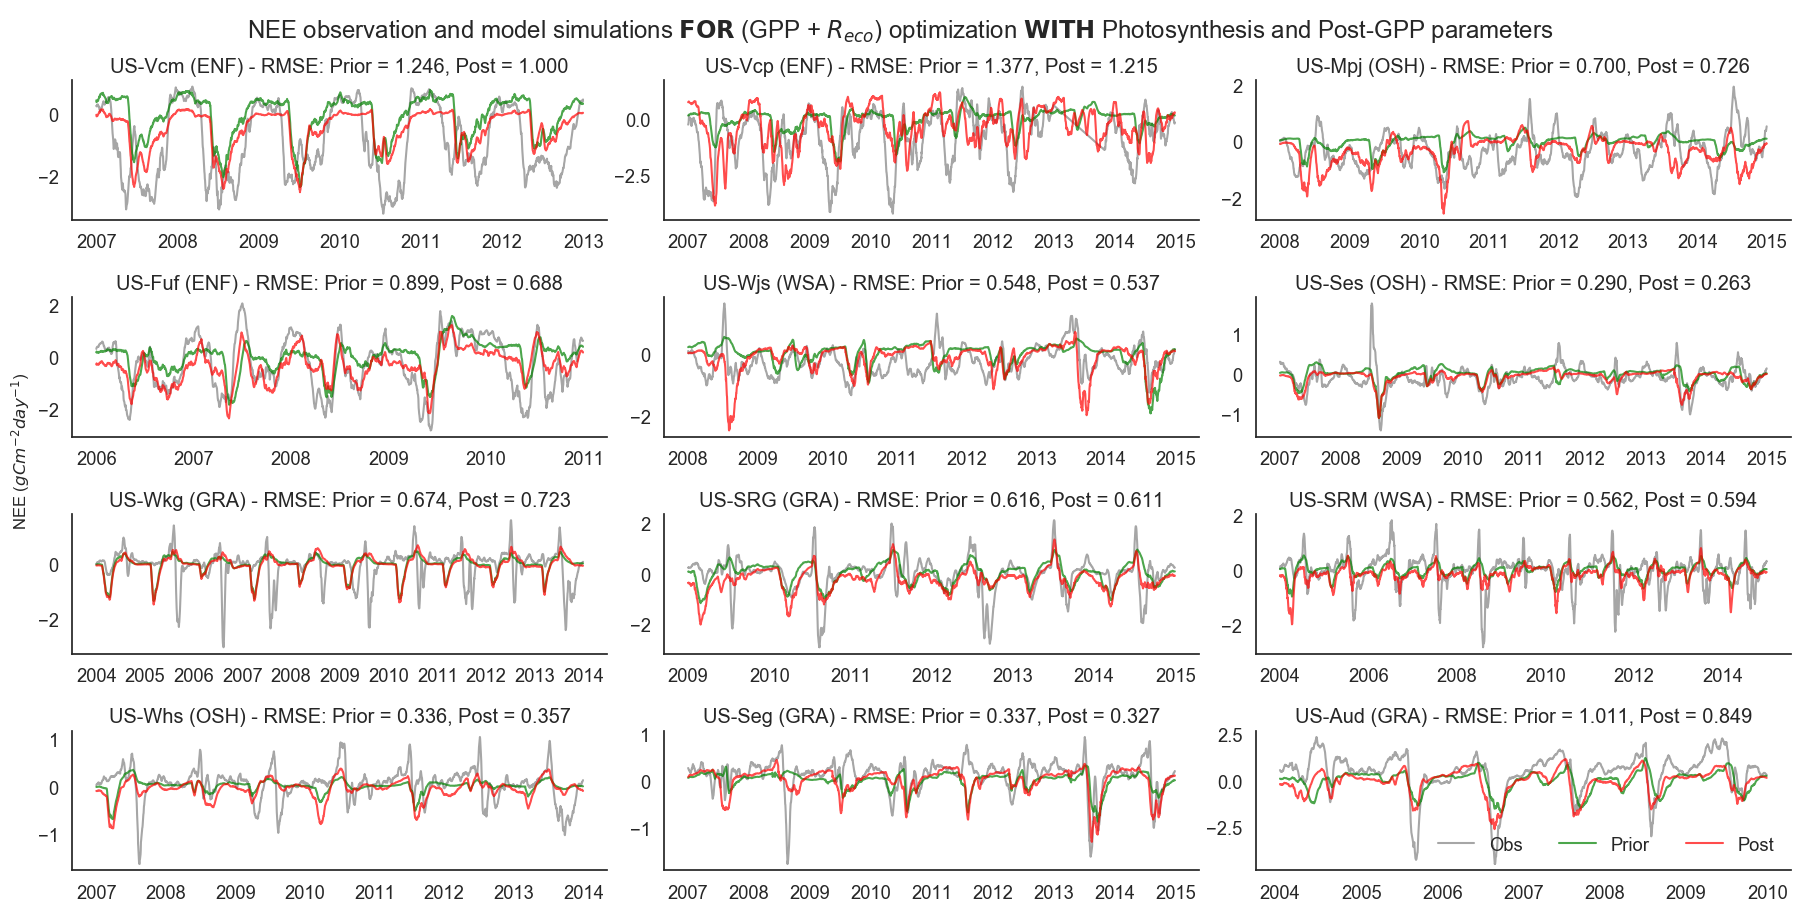 NEE observation and model simulations FOR (GPP + R_eco) optimization WITH Photosynthesis and Post-GPP parameters
US-Vcm (ENF) - RMSE: Prior = 1.246, Post = 1.000
0
−2
2007 2008 2009 2010 2011 2012 2013
US-Vcp (ENF) - RMSE: Prior = 1.377, Post = 1.215
0.0
−2.5
2007 2008 2009 2010 2011 2012 2013 2014 2015
US-Mpj (OSH) - RMSE: Prior = 0.700, Post = 0.726
2
0
−2
2008 2009 2010 2011 2012 2013 2014 2015
US-Fuf (ENF) - RMSE: Prior = 0.899, Post = 0.688
2
0
−2
2006 2007 2008 2009 2010 2011
US-Wjs (WSA) - RMSE: Prior = 0.548, Post = 0.537
0
−2
2008 2009 2010 2011 2012 2013 2014 2015
US-Ses (OSH) - RMSE: Prior = 0.290, Post = 0.263
1
0
−1
2007 2008 2009 2010 2011 2012 2013 2014 2015
NEE (gCm⁻²day⁻¹)
US-Wkg (GRA) - RMSE: Prior = 0.674, Post = 0.723
0
−2
2004 2005 2006 2007 2008 2009 2010 2011 2012 2013 2014
US-SRG (GRA) - RMSE: Prior = 0.616, Post = 0.611
2
0
−2
2009 2010 2011 2012 2013 2014 2015
US-SRM (WSA) - RMSE: Prior = 0.562, Post = 0.594
2
0
−2
2004 2006 2008 2010 2012 2014
US-Whs (OSH) - RMSE: Prior = 0.336, Post = 0.357
1
0
−1
2007 2008 2009 2010 2011 2012 2013 2014
US-Seg (GRA) - RMSE: Prior = 0.337, Post = 0.327
1
0
−1
2007 2008 2009 2010 2011 2012 2013 2014 2015
US-Aud (GRA) - RMSE: Prior = 1.011, Post = 0.849
2.5
0.0
−2.5
Obs Prior Post
2004 2005 2006 2007 2008 2009 2010